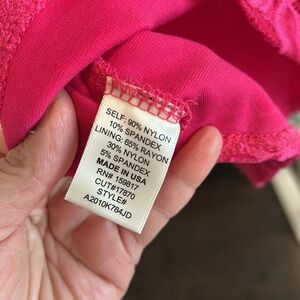 SELF: 90% NYLON
10% SPANDEX
LINING: 65% RAYON
30% NYLON
5% SPANDEX
MADE IN USA
RN# 159817
CUT#17870
STYLE#
A2010K784JD